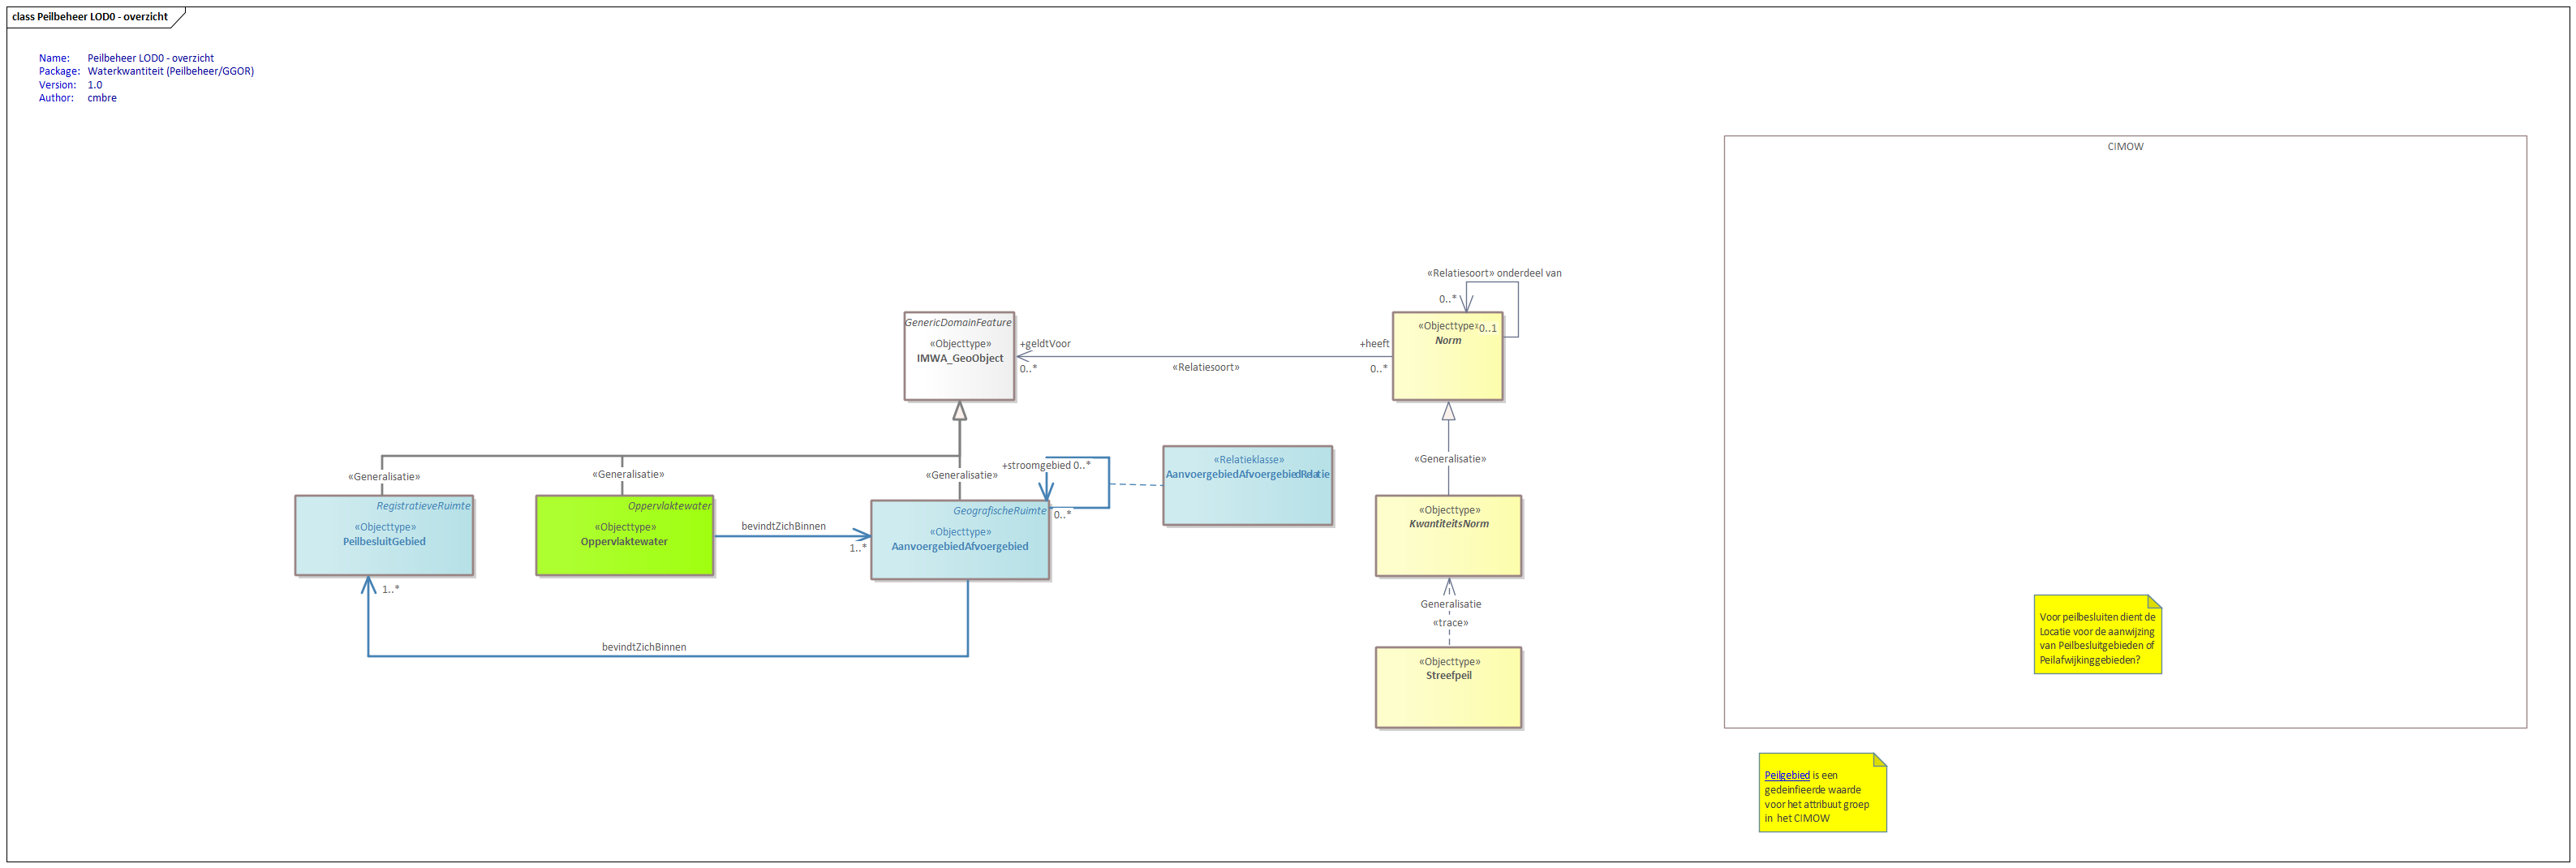 class Peilbeheer LOD0 - overzicht
Name: Peilbeheer LOD0 - overzicht
Package: Waterkwantiteit (Peilbeheer/GGOR)
Version: 1.0
Author: cmbre
CIMOW
«Relatiesoort» onderdeel van
0..*
GenericDomainFeature
«Objecttype»
IMWA_GeoObject
+geldtVoor
0..*
«Relatiesoort»
+heeft
0..*
«Objecttype»
0..1
Norm
«Generalisatie»
«Generalisatie»
«Generalisatie»
+stroomgebied 0..*
0..*
«Relatieklasse»
AanvoergebiedAfvoergebied
«Generalisatie»
RegistratieveRuimte
«Objecttype»
PeilbesluitGebied
1..*
Oppervlaktewater
«Objecttype»
Oppervlaktewater
bevindtZichBinnen
1..*
GeografischeRuimte
«Objecttype»
AanvoergebiedAfvoergebied
bevindtZichBinnen
«Objecttype»
KwantiteitsNorm
Generalisatie
«trace»
«Objecttype»
Streefpeil
Voor peilbesluiten dient de
Locatie voor de aanwijzing
van Peilbesluitgebieden of
Peilafwijkinggebieden?
Peilgebied is een
gedeinfieerde waarde
voor het attribuut groep
in het CIMOW